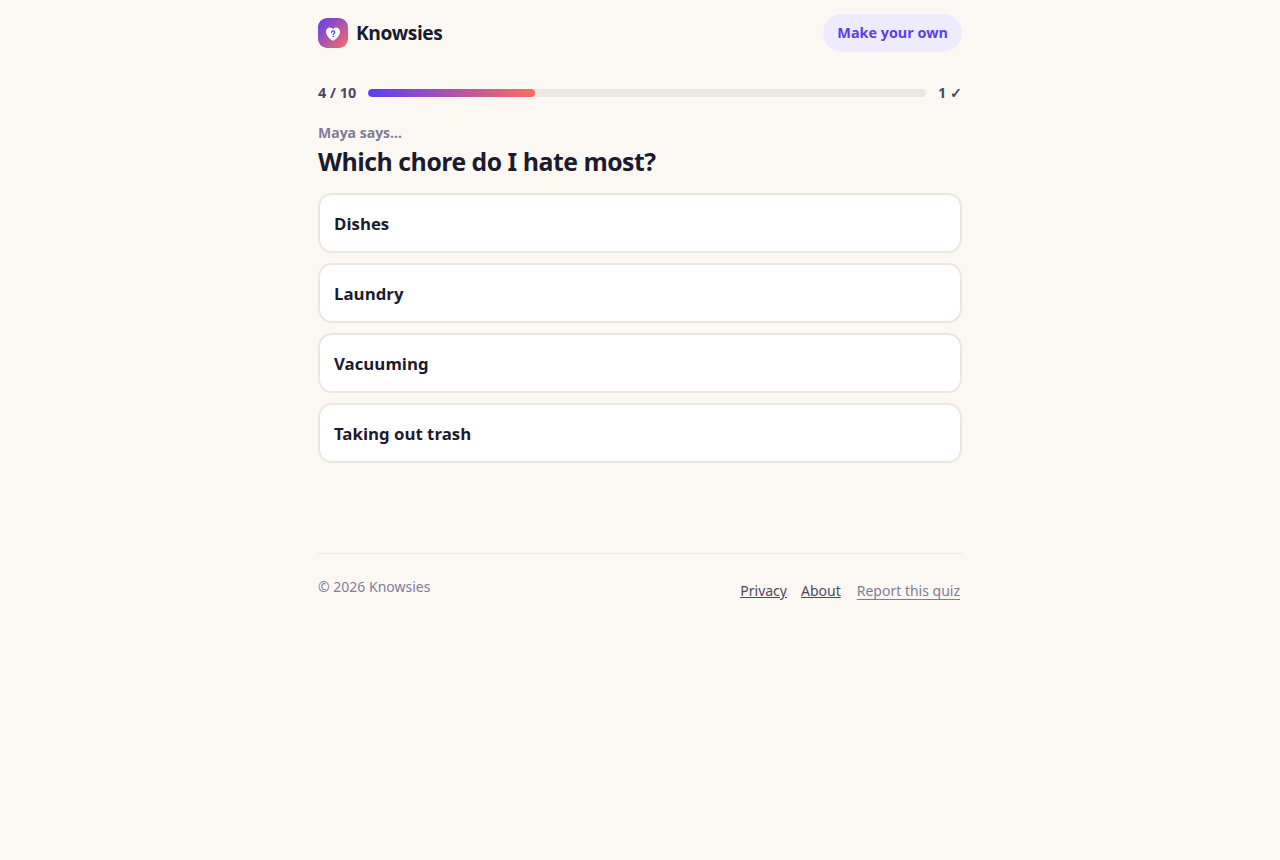 Knowsies
Make your own
4 / 10
1 ✓
Maya says...
Which chore do I hate most?
Dishes
Laundry
Vacuuming
Taking out trash
© 2026 Knowsies
Privacy About Report this quiz